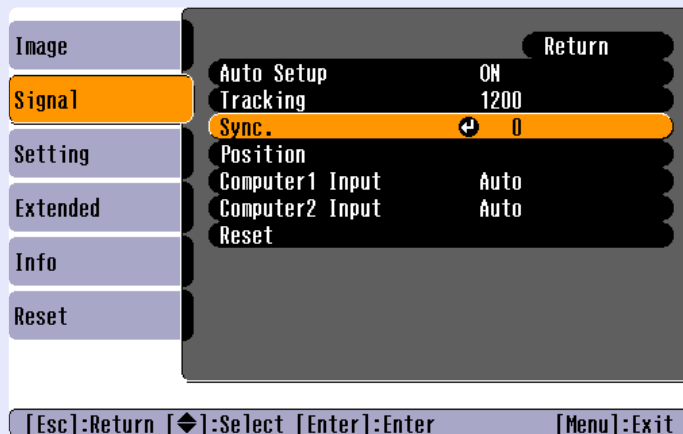 Image
Signal
Setting
Extended
Info
Reset
Return
Auto Setup ON
Tracking 1200
Sync. 0
Position
Computer1 Input Auto
Computer2 Input Auto
Reset
[Esc]:Return [◆]:Select [Enter]:Enter [Menu]:Exit